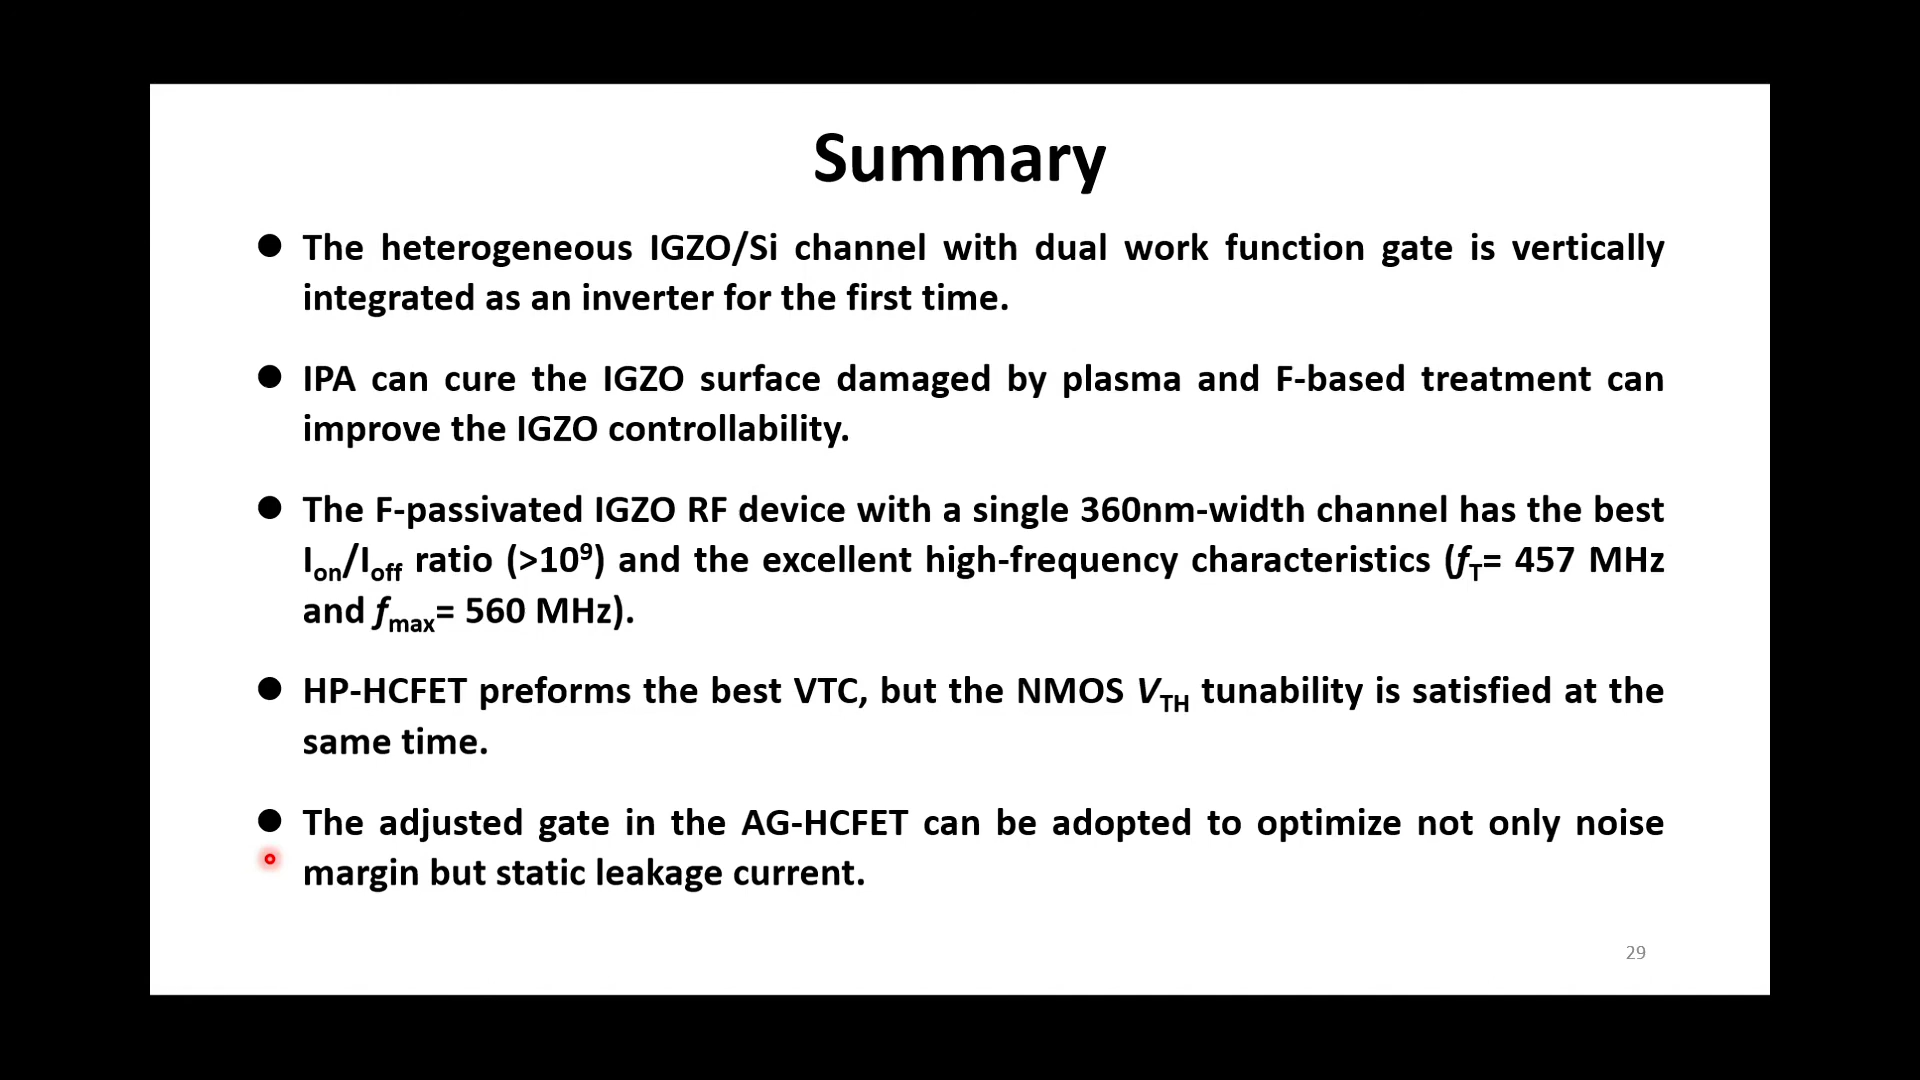 Summary
● The heterogeneous IGZO/Si channel with dual work function gate is vertically
integrated as an inverter for the first time.
● IPA can cure the IGZO surface damaged by plasma and F-based treatment can
improve the IGZO controllability.
● The F-passivated IGZO RF device with a single 360nm-width channel has the best
Ion/Ioff ratio (>10⁹) and the excellent high-frequency characteristics (fT= 457 MHz
and fmax= 560 MHz).
● HP-HCFET preforms the best VTC, but the NMOS VTH tunability is satisfied at the
same time.
● The adjusted gate in the AG-HCFET can be adopted to optimize not only noise
margin but static leakage current.
29